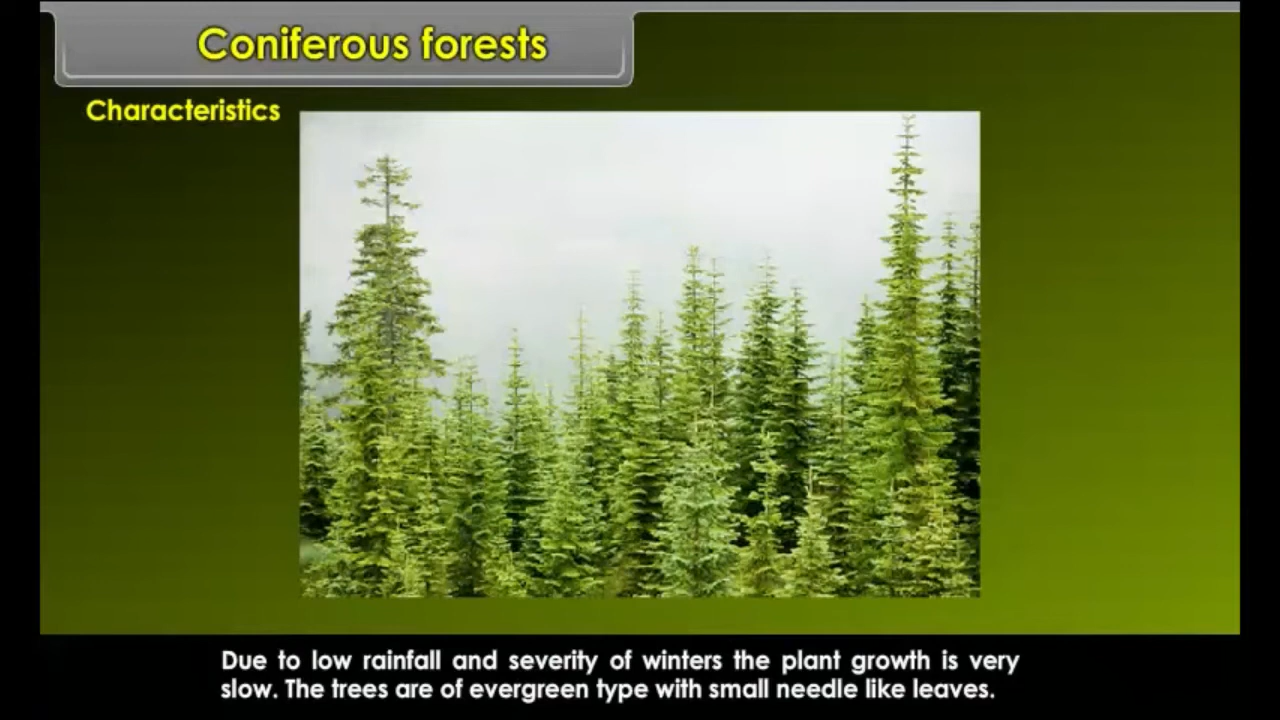 Coniferous forests
Characteristics
Due to low rainfall and severity of winters the plant growth is very
slow. The trees are of evergreen type with small needle like leaves.